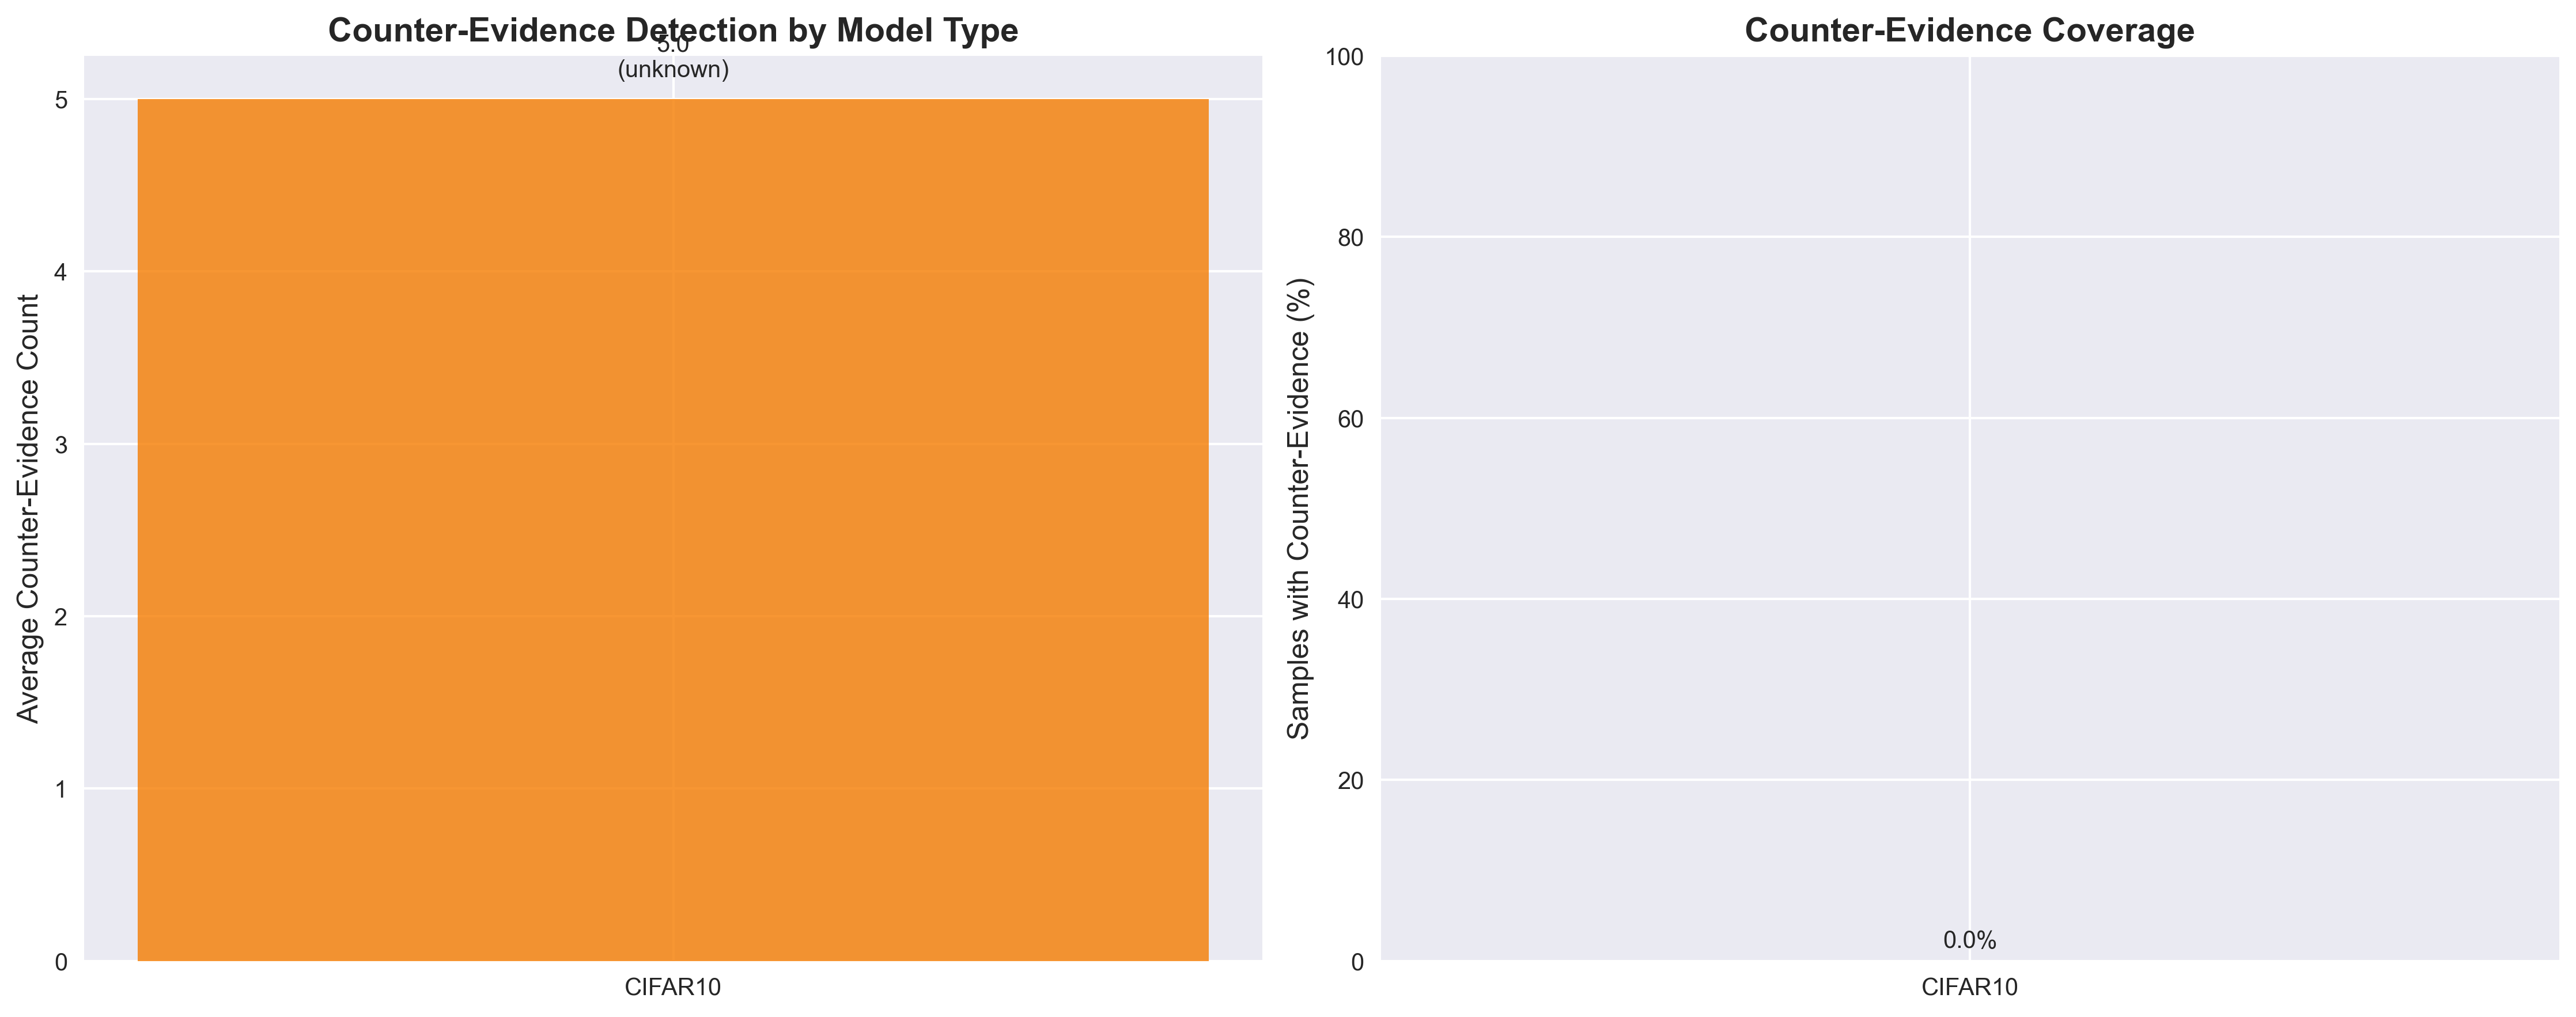 Counter-Evidence Detection by Model Type
5.0
(unknown)
5
4
3
2
1
0
Average Counter-Evidence Count
CIFAR10
Counter-Evidence Coverage
100
80
60
40
20
0
Samples with Counter-Evidence (%)
0.0%
CIFAR10